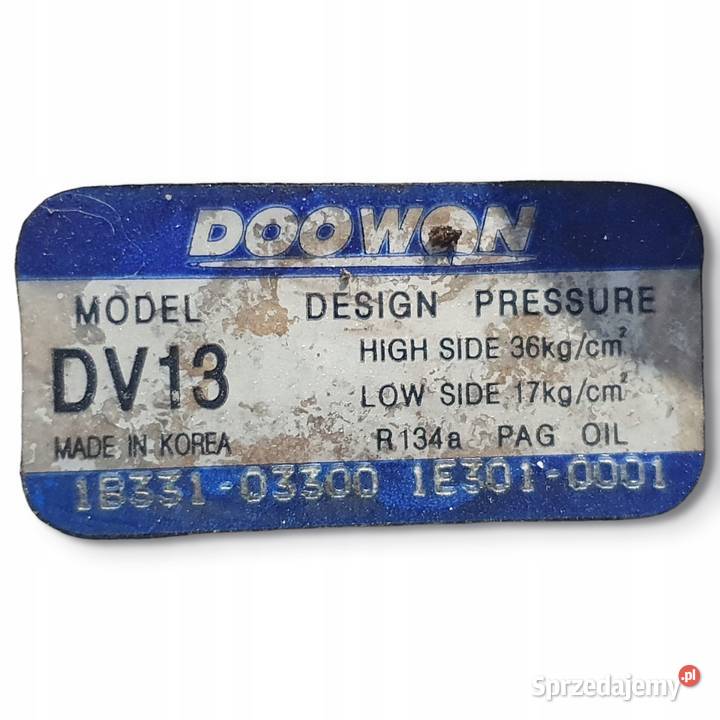 DOOWON
MODEL DESIGN PRESSURE
DV13 HIGH SIDE 36kg/cm²
LOW SIDE 17kg/cm²
MADE IN KOREA R134a PAG OIL
1B331-03300 1E301-0001
Sprzedajemy.pl